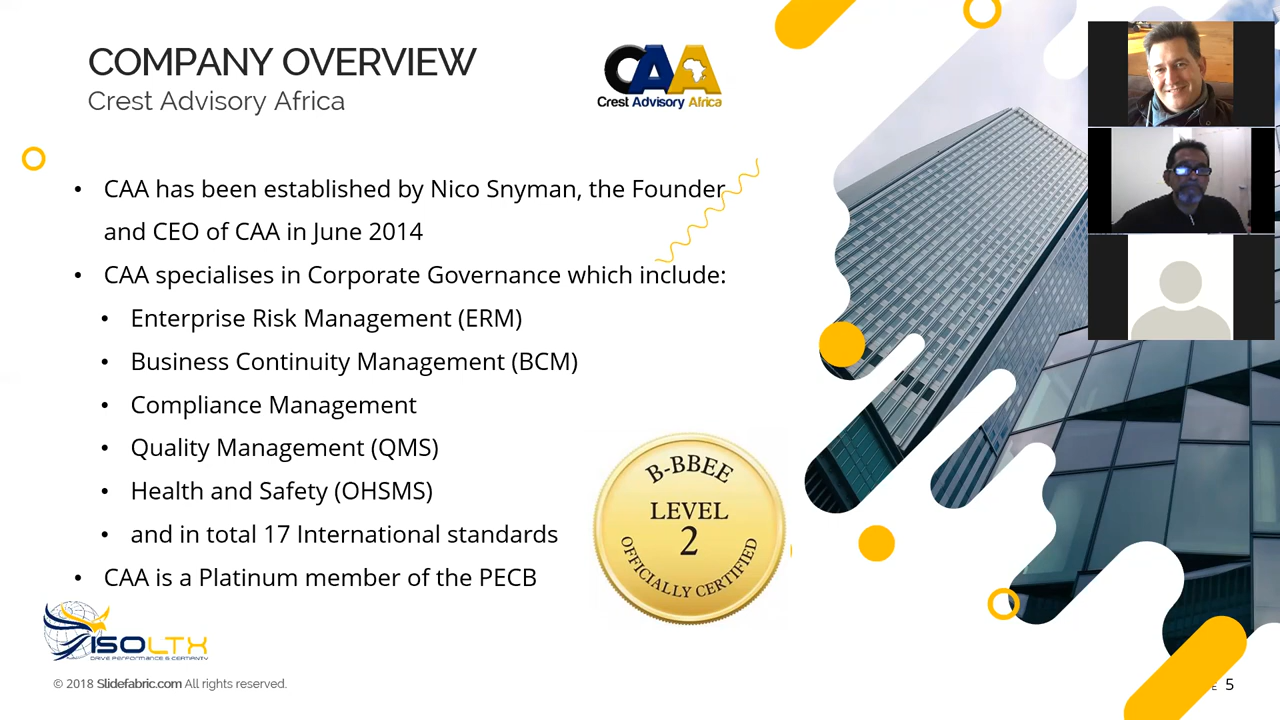 COMPANY OVERVIEW
Crest Advisory Africa
CAA
Crest Advisory Africa
• CAA has been established by Nico Snyman, the Founder
and CEO of CAA in June 2014
• CAA specialises in Corporate Governance which include:
• Enterprise Risk Management (ERM)
• Business Continuity Management (BCM)
• Compliance Management
• Quality Management (QMS)
• Health and Safety (OHSMS)
• and in total 17 International standards
• CAA is a Platinum member of the PECB
B-BBEE
LEVEL
2
OFFICIALLY CERTIFIED
ISOLTX
DRIVE PERFORMANCE & CERTAINTY
© 2018 Slidefabric.com All rights reserved.
5